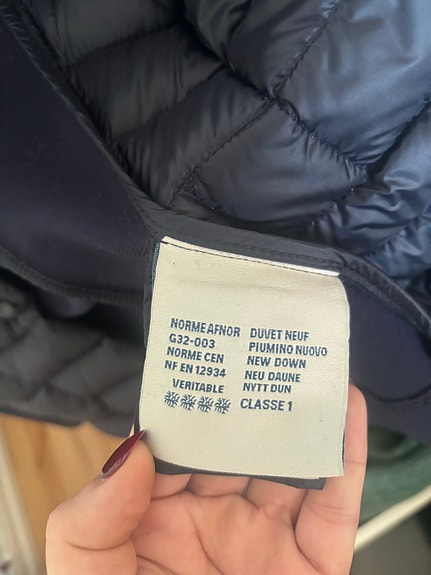 NORME AFNOR
G32-003
NORME CEN
NF EN 12934
VERITABLE
DUVET NEUF
PIUMINO NUOVO
NEW DOWN
NEU DAUNE
NYTT DUN
CLASSE 1